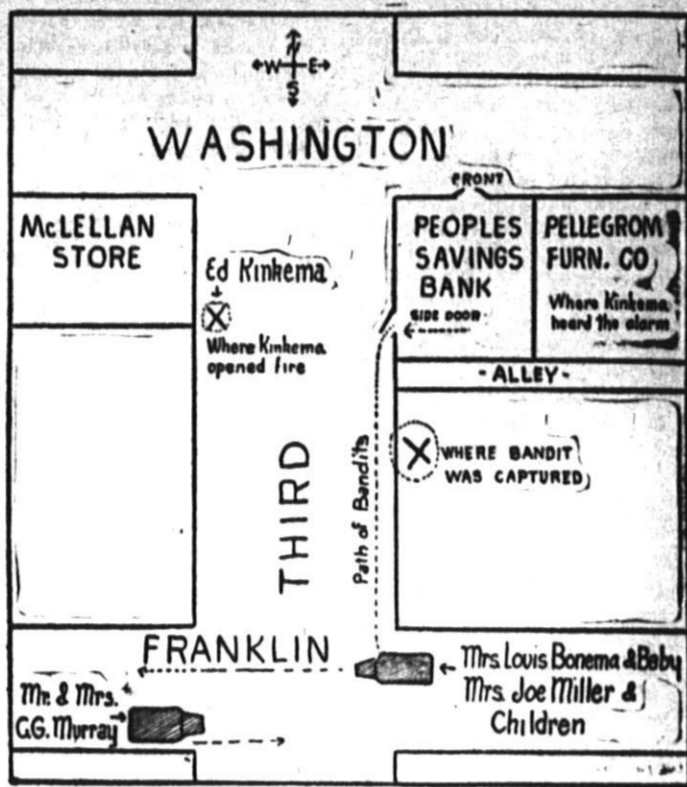 N
W E
S
WASHINGTON
FRONT
McLELLAN
STORE
Ed Kinkema
X
Where Kinkema
opened fire
PEOPLES
SAVINGS
BANK
SIDE DOOR
PELLEGROM
FURN. CO
Where Kinkema
heard the alarm
- ALLEY -
X
WHERE BANDIT
WAS CAPTURED
THIRD
Path of Bandits
FRANKLIN
Mrs. Louis Bonema & Baby
Mrs. Joe Miller &
Children
Mr. & Mrs.
G.G. Murray